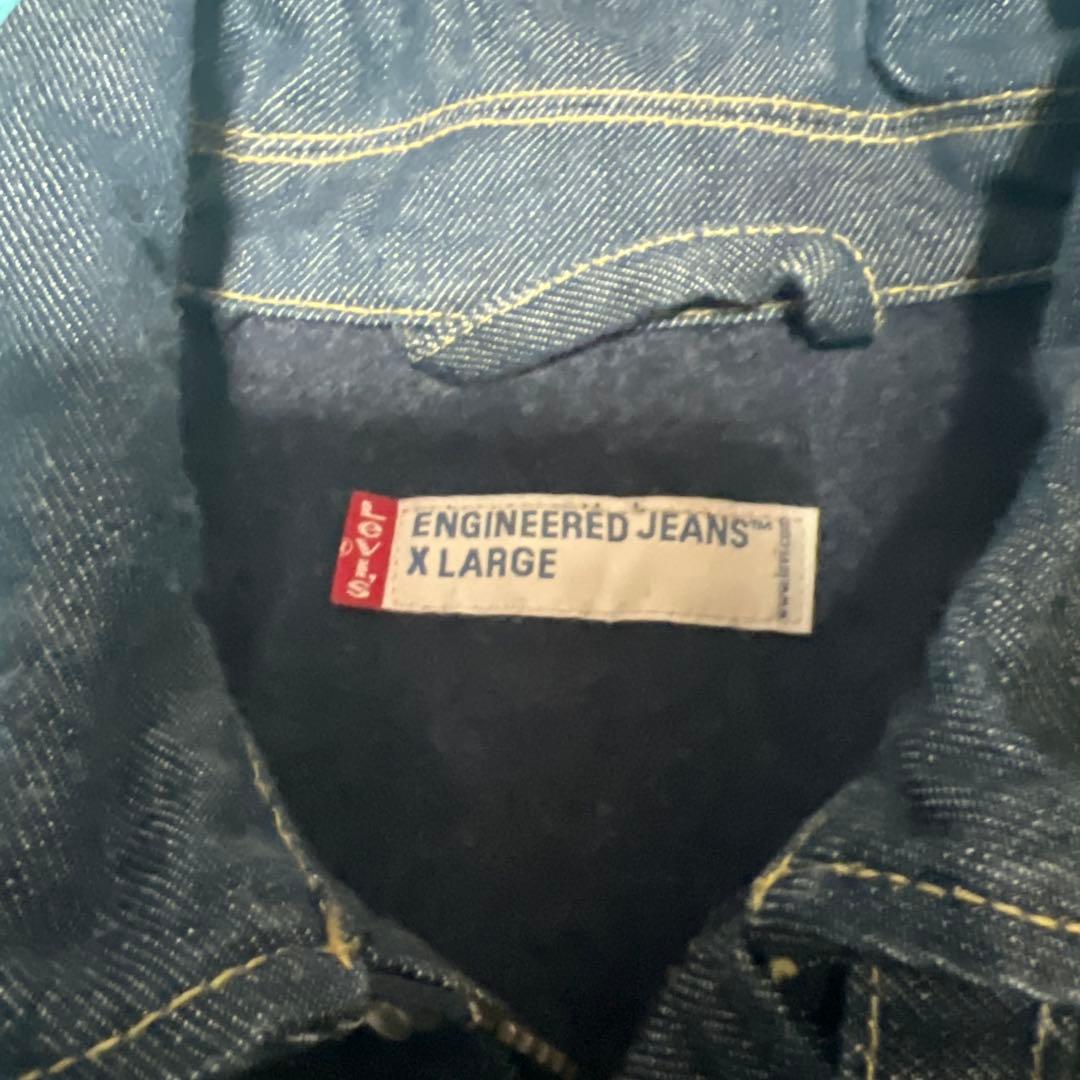 LEVI'S
ENGINEERED JEANS™
X LARGE